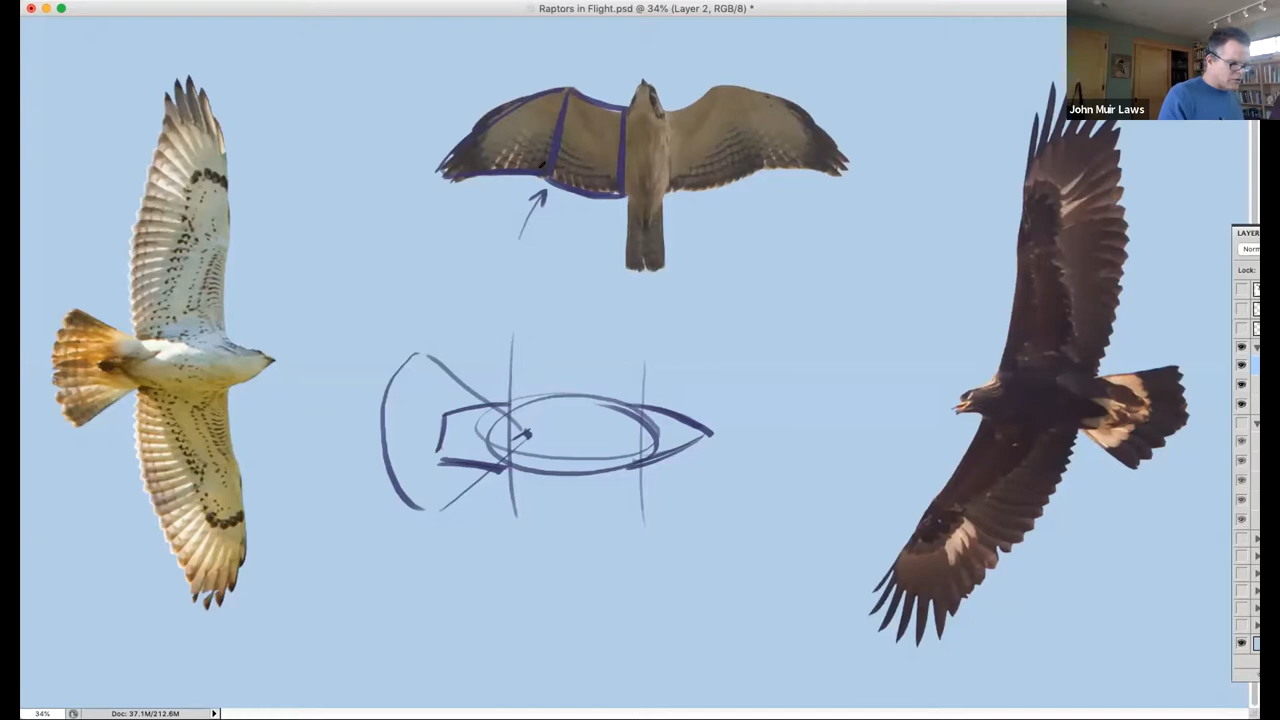 Raptors in Flight.psd @ 34% (Layer 2, RGB/8) *
John Muir Laws
LAYER
Norm
Lock:
34%
Doc: 37.1M/212.6M